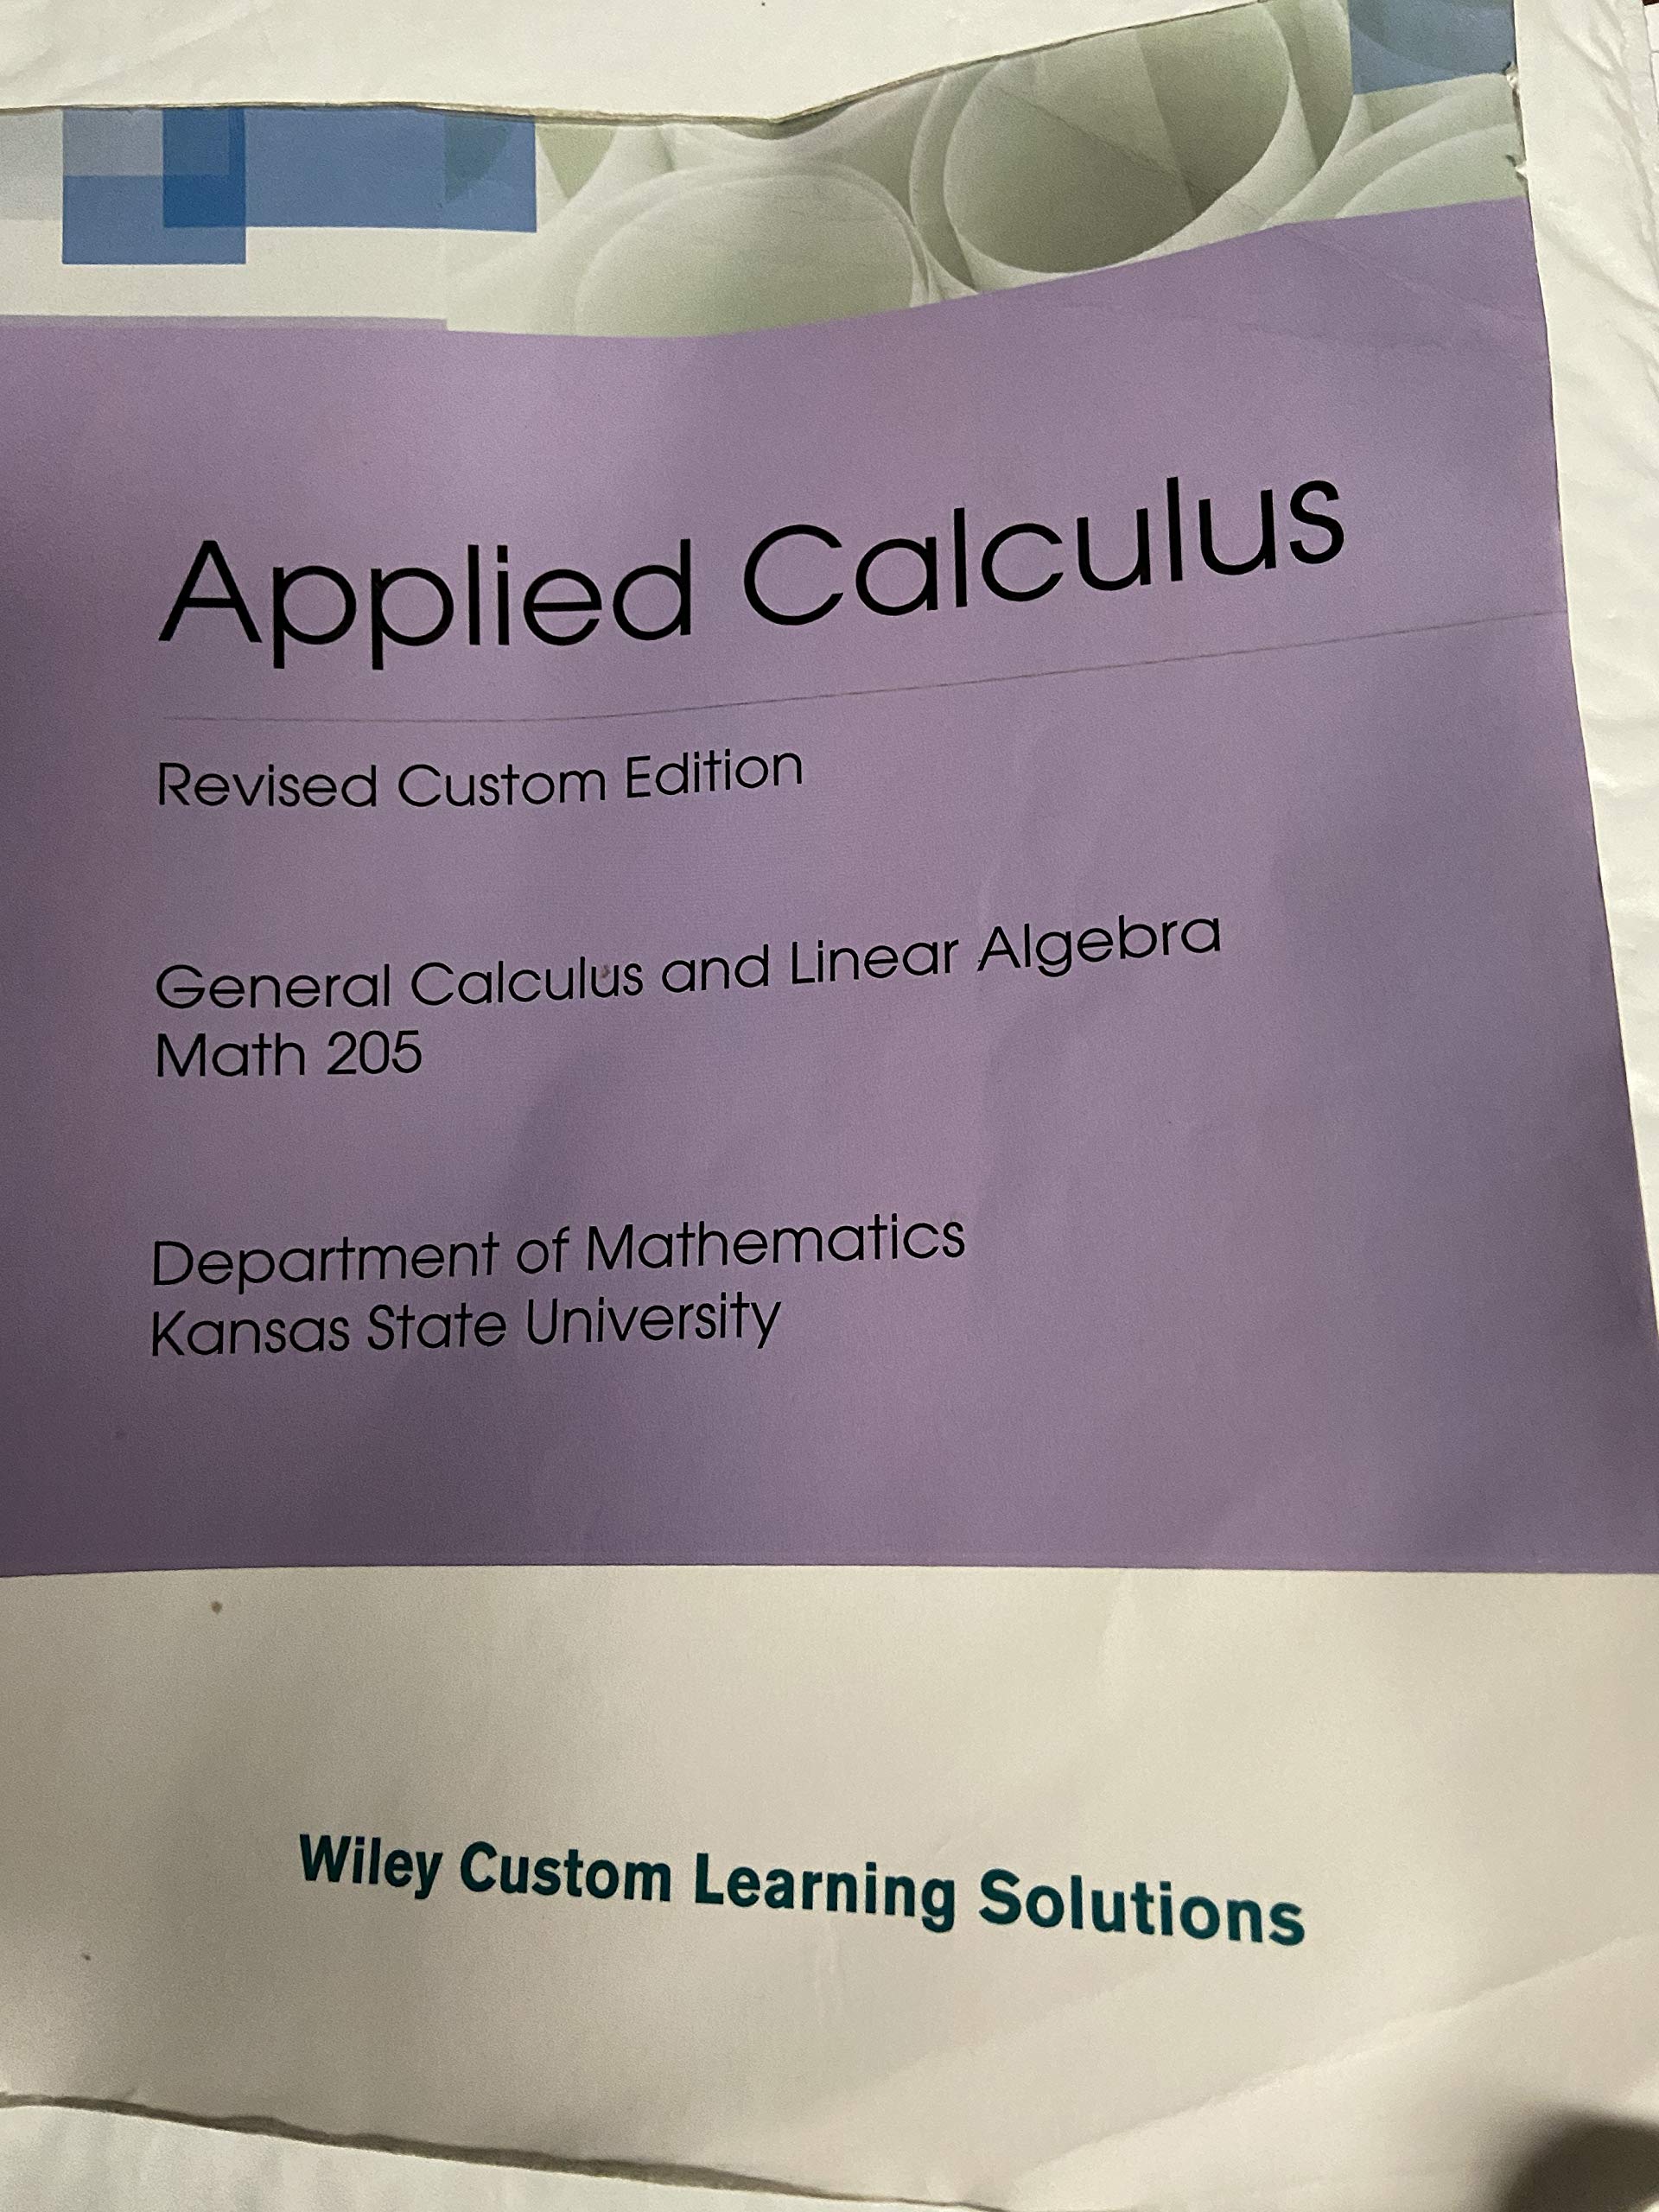 Applied Calculus
Revised Custom Edition
General Calculus and Linear Algebra
Math 205
Department of Mathematics
Kansas State University
Wiley Custom Learning Solutions